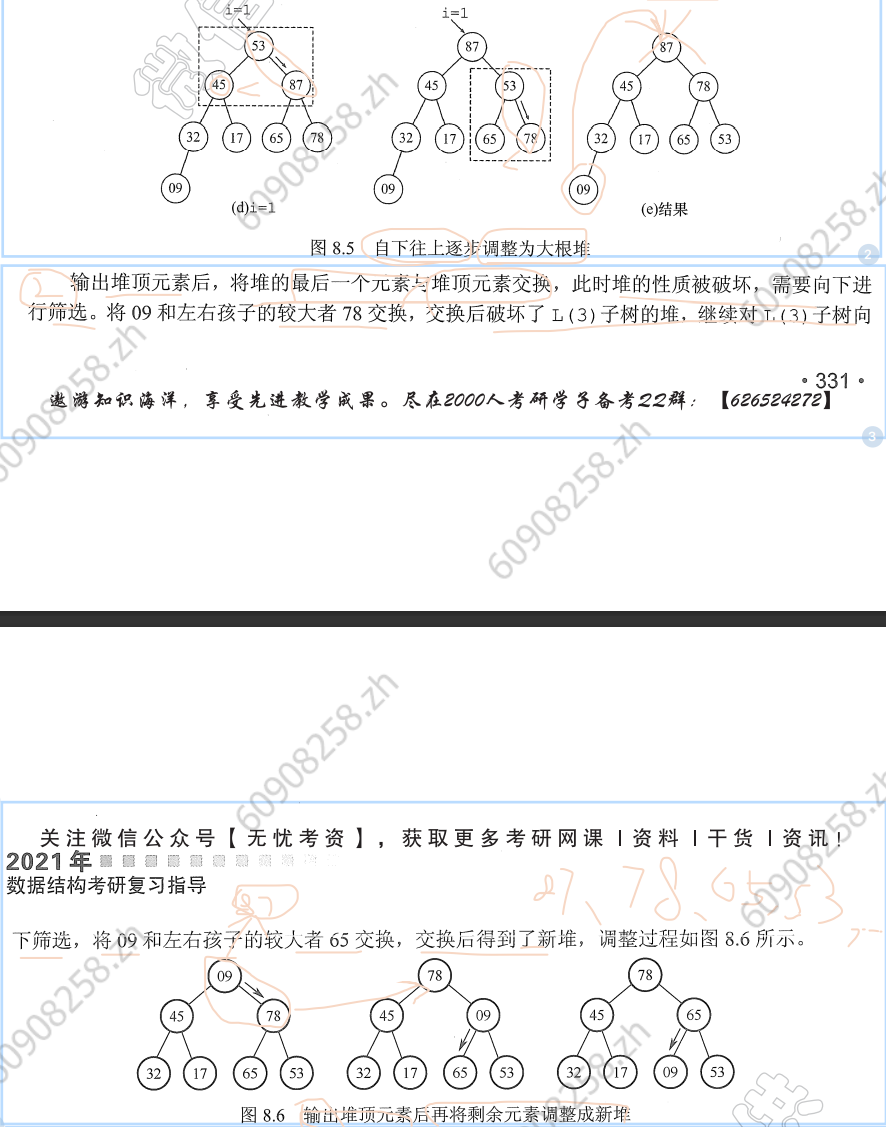 i=1 i=1
53 87 87
45 87 45 53 45 78
32 17 65 78 32 17 65 78 32 17 65 53
09 09 09
(d)i=1 (e)结果
图 8.5 自下往上逐步调整为大根堆
2
输出堆顶元素后，将堆的最后一个元素与堆顶元素交换，此时堆的性质被破坏，需要向下进
行筛选。将 09 和左右孩子的较大者 78 交换，交换后破坏了 L(3)子树的堆，继续对 L(3)子树向
•331•
遨游知识海洋，享受先进教学成果。尽在2000人考研学子备考QQ群：【626524272】
3
60908258.zh
60908258.zh
60908258.zh
60908258.zh
60908258.zh
关注微信公众号【无忧考资】，获取更多考研网课 | 资料 | 干货 | 资讯！
2021年
数据结构考研复习指导
87
87、78、65、53
下筛选，将 09 和左右孩子的较大者 65 交换，交换后得到了新堆，调整过程如图 8.6 所示。
09 78 78
45 78 45 09 45 65
32 17 65 53 32 17 65 53 32 17 09 53
60908258.zh
图 8.6 输出堆顶元素后再将剩余元素调整成新堆